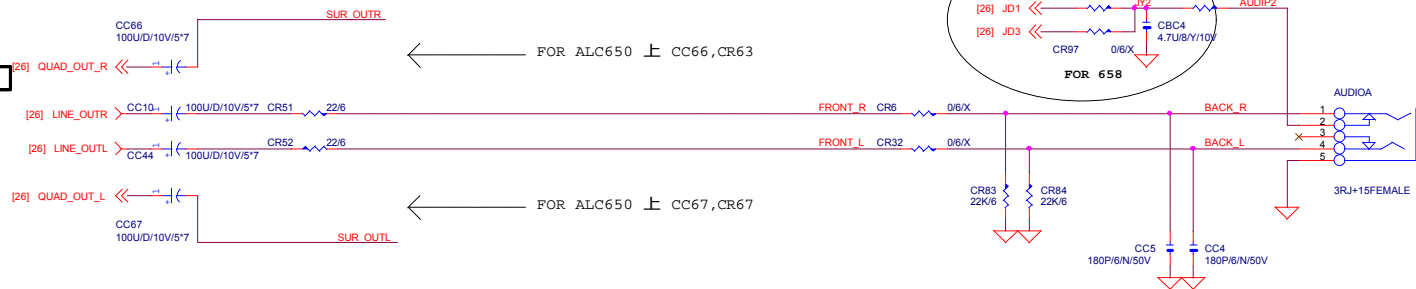 SUR_OUTR
CC66
100U/D/10V/5*7
FOR ALC650 上 CC66,CR63
[26] QUAD_OUT_R
1
+
[26] JD1
JY2
AUDIP2
[26] JD3
CBC4
4.7U/8/Y/10V
CR97 0/6/X
FOR 658
[26] LINE_OUTR
CC10
1
+
100U/D/10V/5*7
CR51
22/6
FRONT_R
CR6
0/6/X
BACK_R
AUDIOA
1
2
3
4
5
[26] LINE_OUTL
CC44
1
+
100U/D/10V/5*7
CR52
22/6
FRONT_L
CR32
0/6/X
BACK_L
3RJ+15FEMALE
[26] QUAD_OUT_L
1
+
CC67
100U/D/10V/5*7
SUR_OUTL
FOR ALC650 上 CC67,CR67
CR83
22K/6
CR84
22K/6
CC5
180P/6/N/50V
CC4
180P/6/N/50V